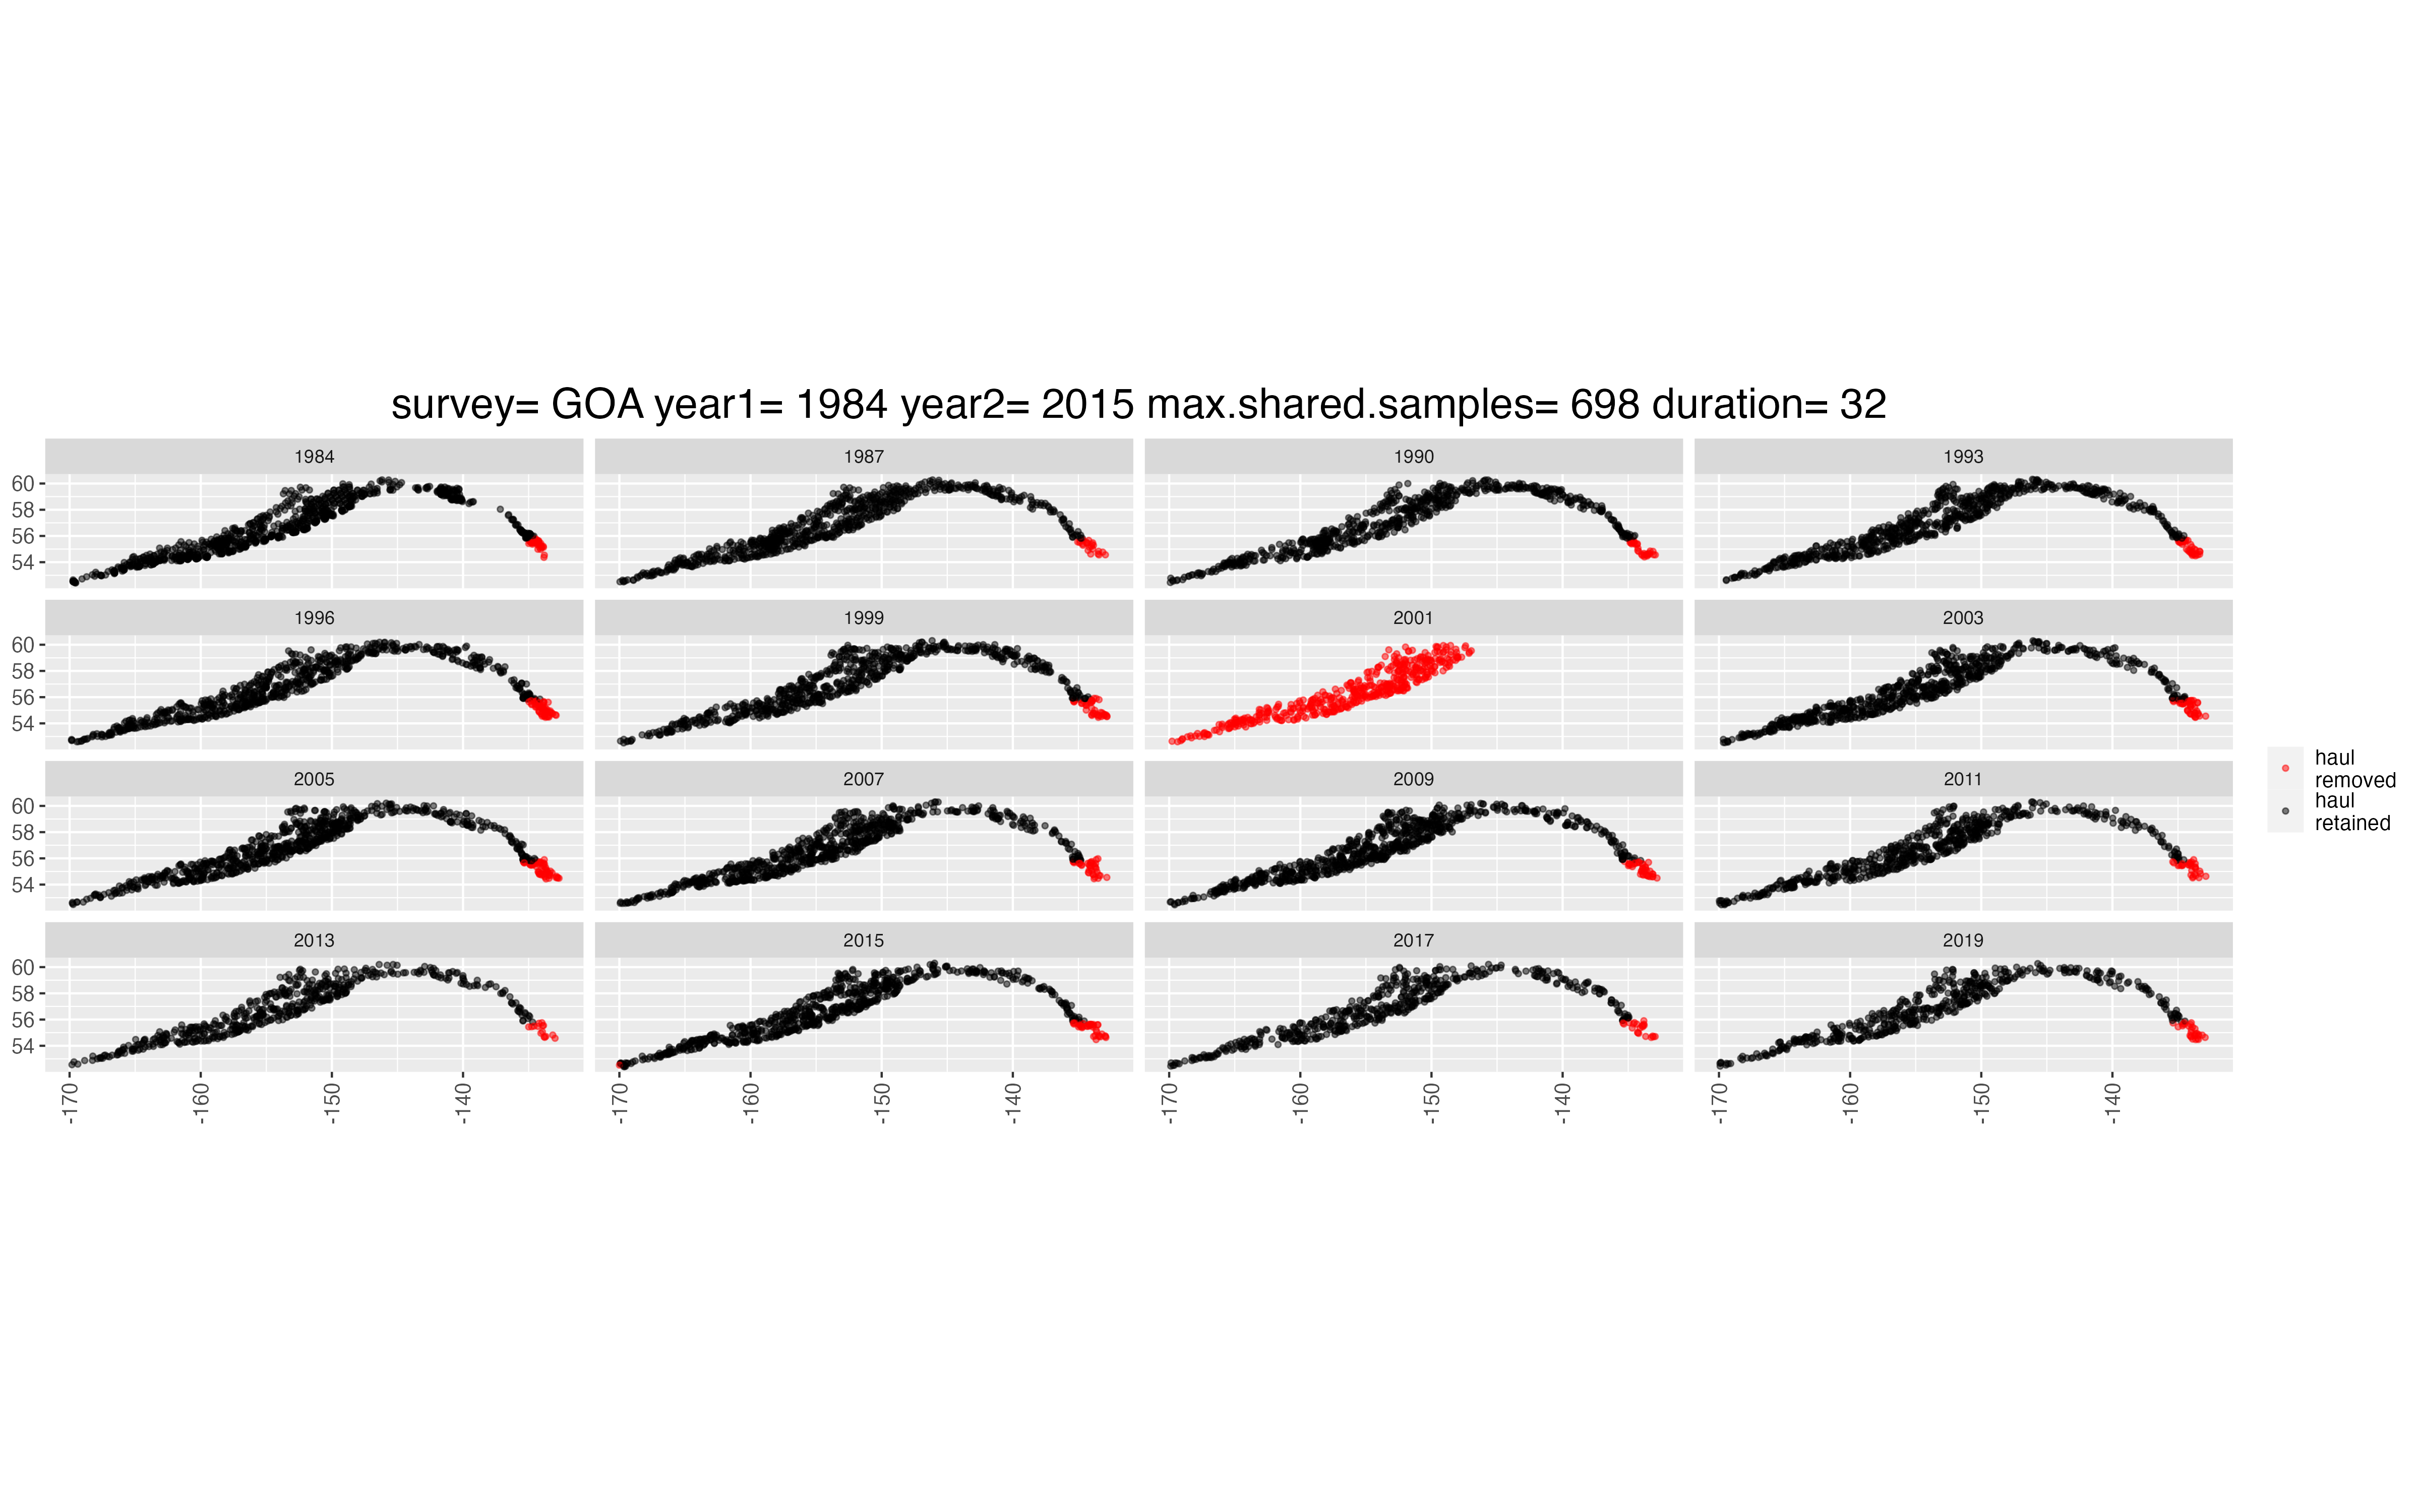 survey= GOA year1= 1984 year2= 2015 max.shared.samples= 698 duration= 32
1984 1987 1990 1993
60
58
56
54
1996 1999 2001 2003
60
58
56
54
2005 2007 2009 2011
60
58
56
54
2013 2015 2017 2019
60
58
56
54
-170 -160 -150 -140 -170 -160 -150 -140 -170 -160 -150 -140 -170 -160 -150 -140
haul
removed
haul
retained